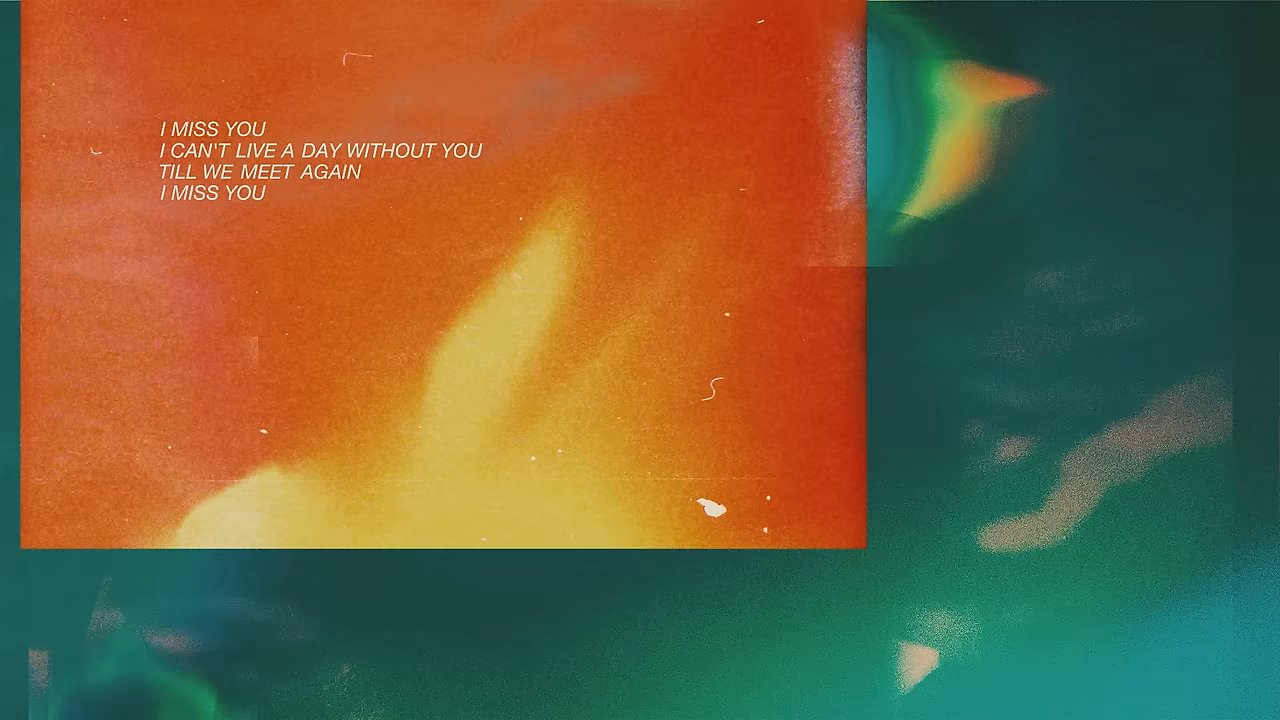 I MISS YOU
I CAN'T LIVE A DAY WITHOUT YOU
TILL WE MEET AGAIN
I MISS YOU